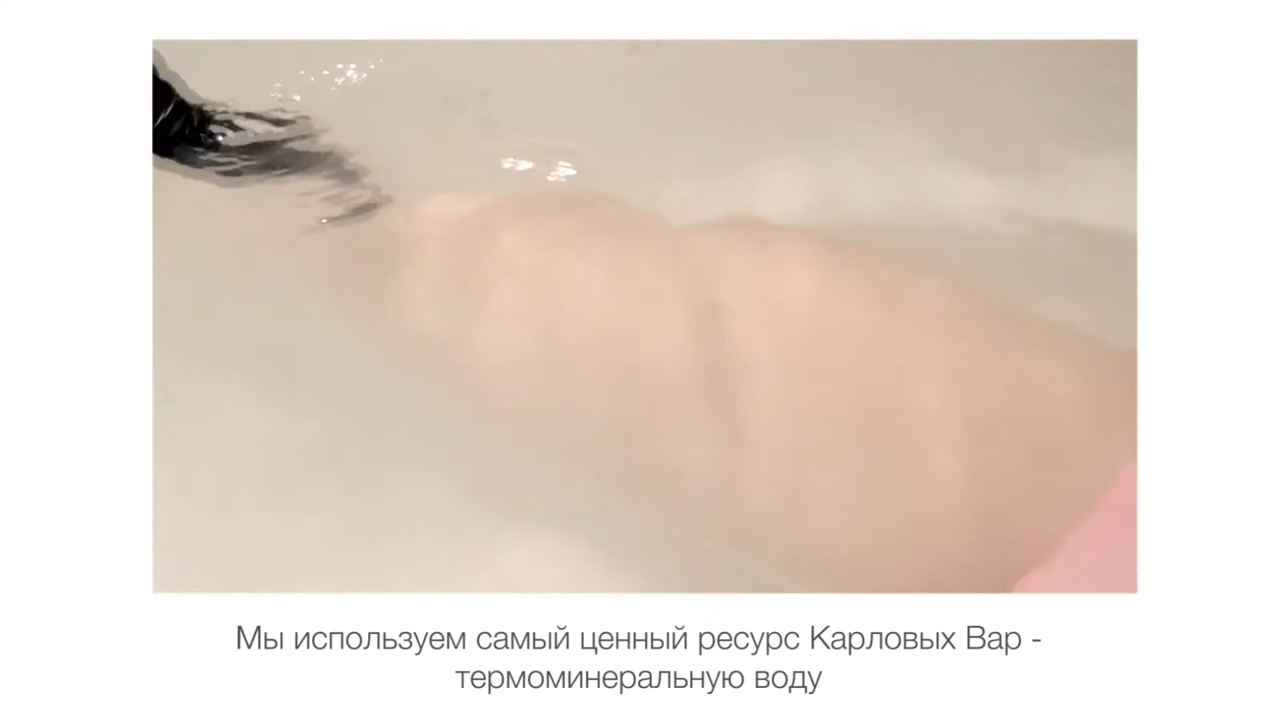 Мы используем самый ценный ресурс Карловых Вар -
термоминеральную воду